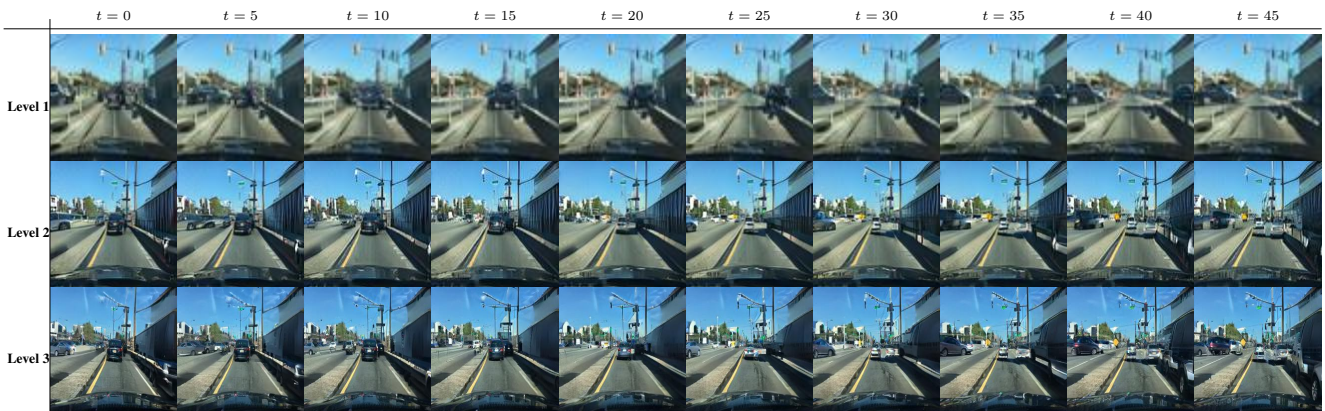 t = 0 t = 5 t = 10 t = 15 t = 20 t = 25 t = 30 t = 35 t = 40 t = 45
Level 1
Level 2
Level 3